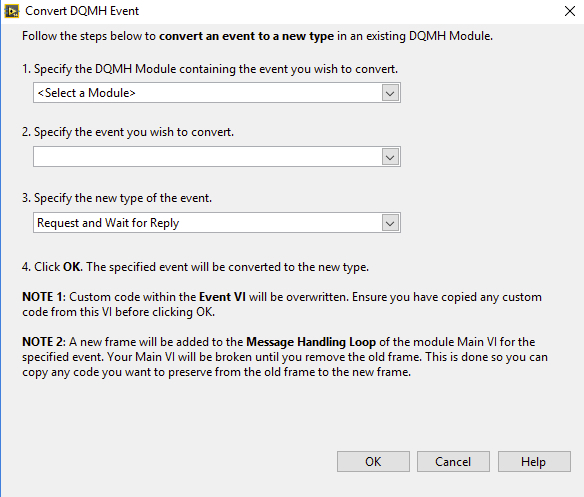 Convert DQMH Event
Follow the steps below to convert an event to a new type in an existing DQMH Module.
1. Specify the DQMH Module containing the event you wish to convert.
<Select a Module>
2. Specify the event you wish to convert.
3. Specify the new type of the event.
Request and Wait for Reply
4. Click OK. The specified event will be converted to the new type.
NOTE 1: Custom code within the Event VI will be overwritten. Ensure you have copied any custom
code from this VI before clicking OK.
NOTE 2: A new frame will be added to the Message Handling Loop of the module Main VI for the
specified event. Your Main VI will be broken until you remove the old frame. This is done so you can
copy any code you want to preserve from the old frame to the new frame.
OK
Cancel
Help